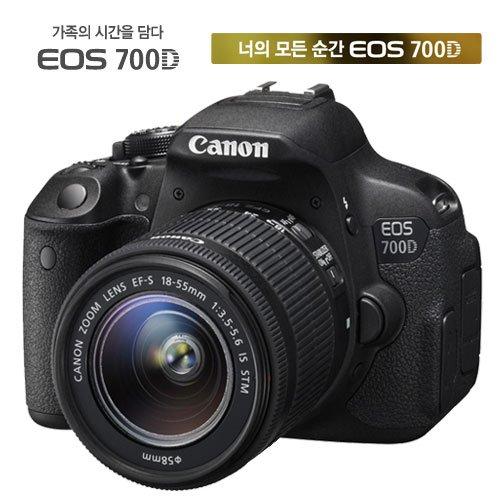 가족의 시간을 담다
EOS 700D
너의 모든 순간 EOS 700D
Canon
EOS
700D
CANON ZOOM LENS EF-S 18-55mm 1:3.5-5.6 IS STM
φ58mm
STABILIZER